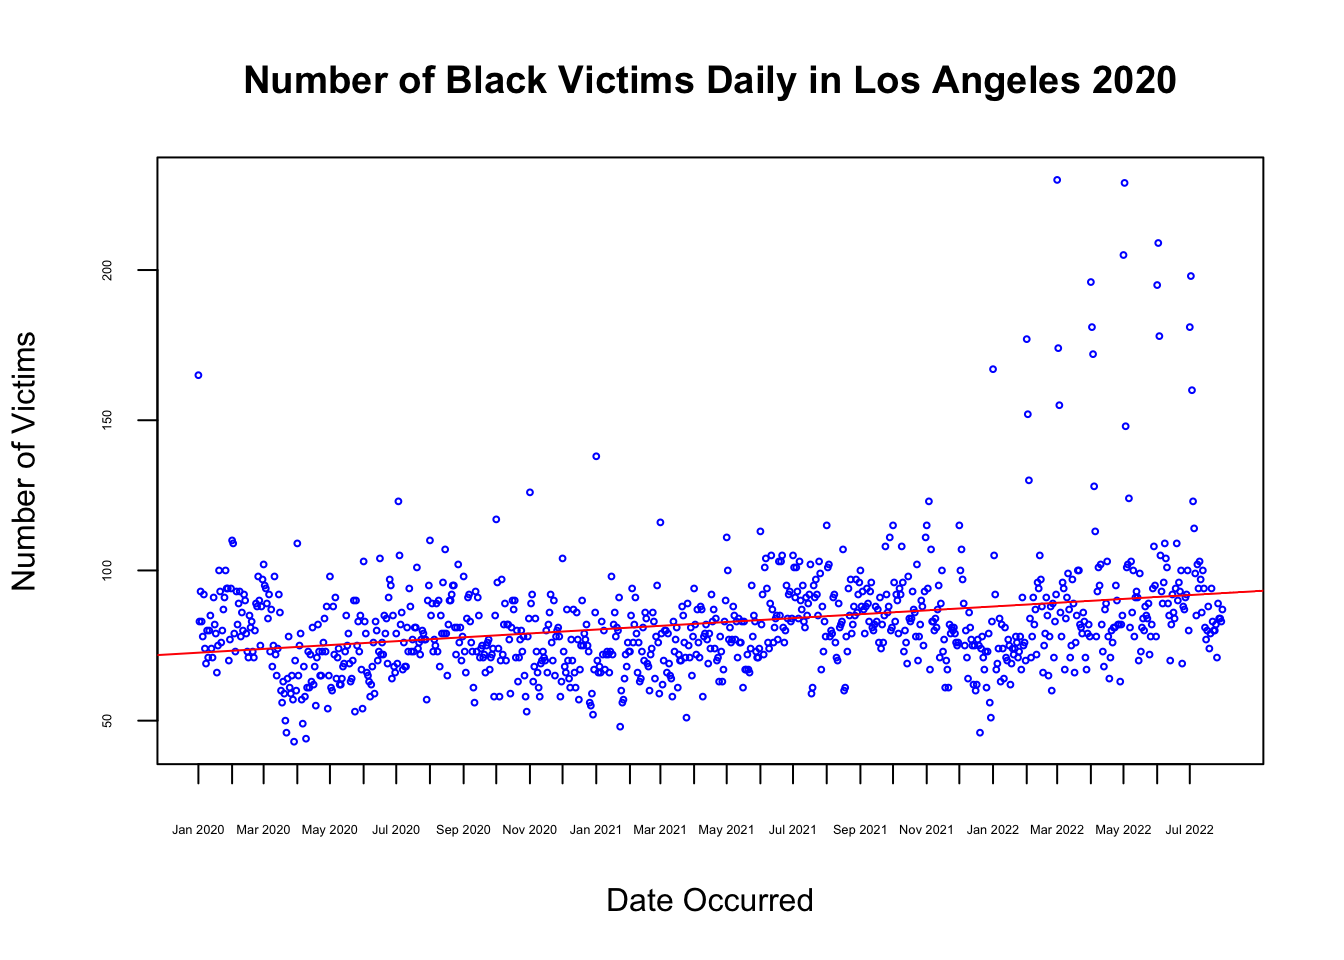 Number of Black Victims Daily in Los Angeles 2020
Number of Victims
200
150
100
50
Jan 2020 Mar 2020 May 2020 Jul 2020 Sep 2020 Nov 2020 Jan 2021 Mar 2021 May 2021 Jul 2021 Sep 2021 Nov 2021 Jan 2022 Mar 2022 May 2022 Jul 2022
Date Occurred